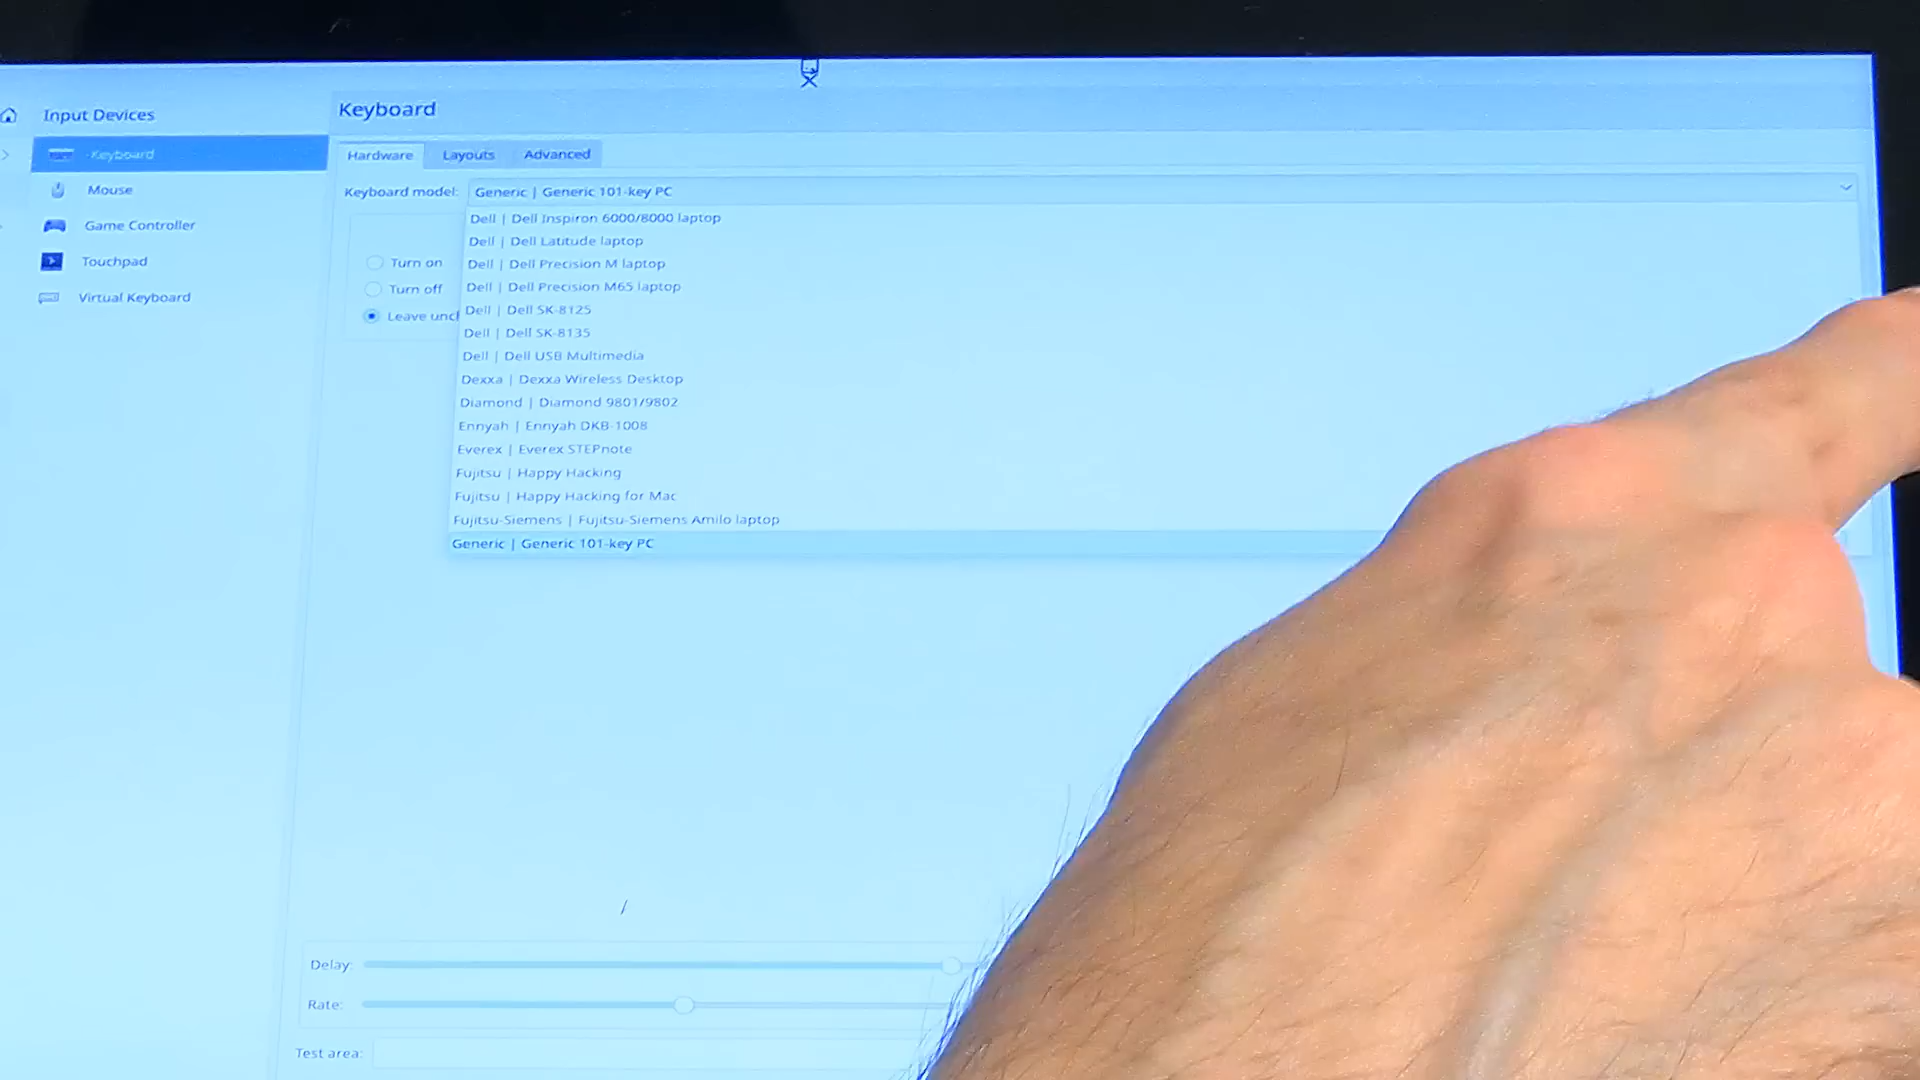 Input Devices
Keyboard
Mouse
Game Controller
Touchpad
Virtual Keyboard
Keyboard
Hardware
Layouts
Advanced
Keyboard model:
Generic | Generic 101-key PC
Dell | Dell Inspiron 6000/8000 laptop
Dell | Dell Latitude laptop
Dell | Dell Precision M laptop
Dell | Dell Precision M65 laptop
Dell | Dell SK-8125
Dell | Dell SK-8135
Dell | Dell USB Multimedia
Dexxa | Dexxa Wireless Desktop
Diamond | Diamond 9801/9802
Ennyah | Ennyah DKB-1008
Everex | Everex STEPnote
Fujitsu | Happy Hacking
Fujitsu | Happy Hacking for Mac
Fujitsu-Siemens | Fujitsu-Siemens Amilo laptop
Generic | Generic 101-key PC
Turn on
Turn off
Leave uncl
Delay:
Rate:
Test area: